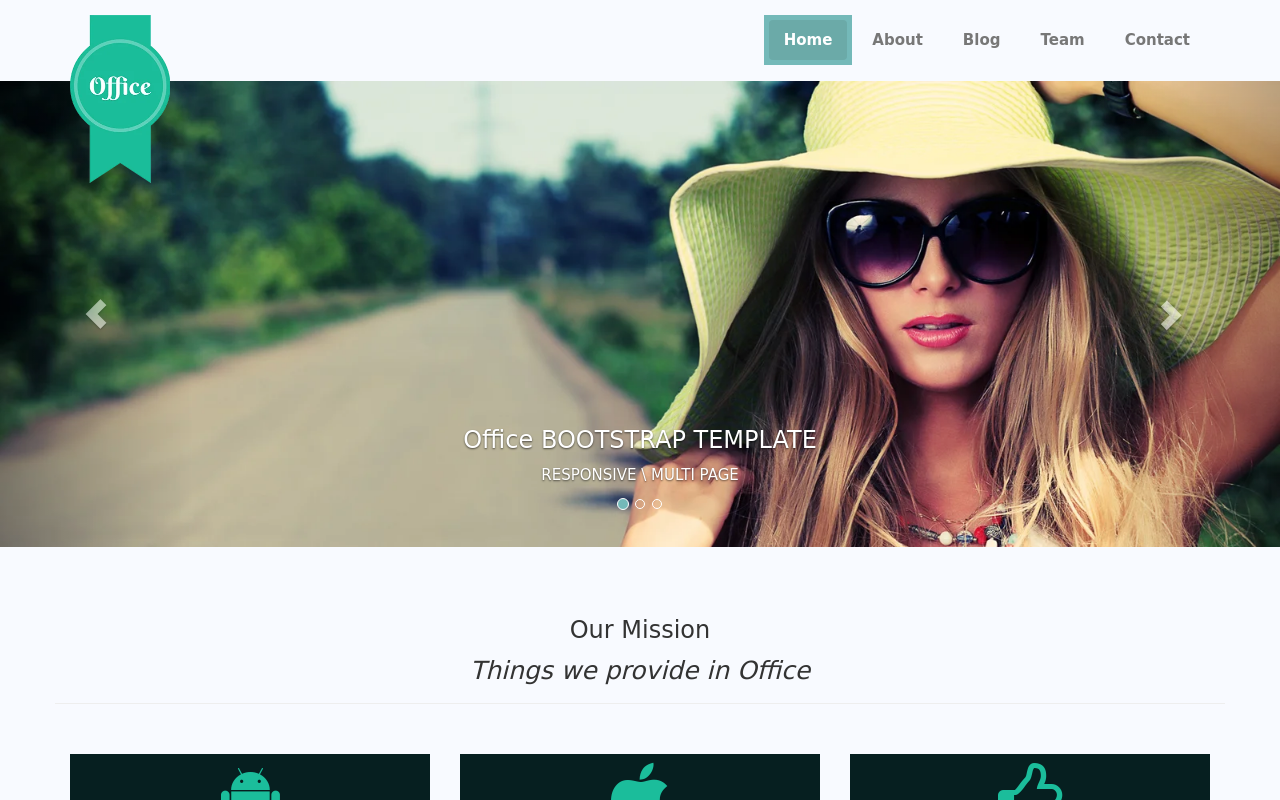 Office
Home
About
Blog
Team
Contact
Office BOOTSTRAP TEMPLATE
RESPONSIVE \ MULTI PAGE
Our Mission
Things we provide in Office